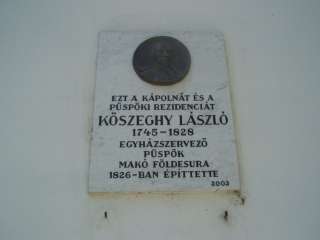 EZT A KÁPOLNÁT ÉS A
PÜSPÖKI REZIDENCIÁT
KŐSZEGHY LÁSZLÓ
1745-1828
EGYHÁZSZERVEZŐ
PÜSPÖK
MAKÓ FÖLDESURA
1826-BAN ÉPÍTTETTE
2003